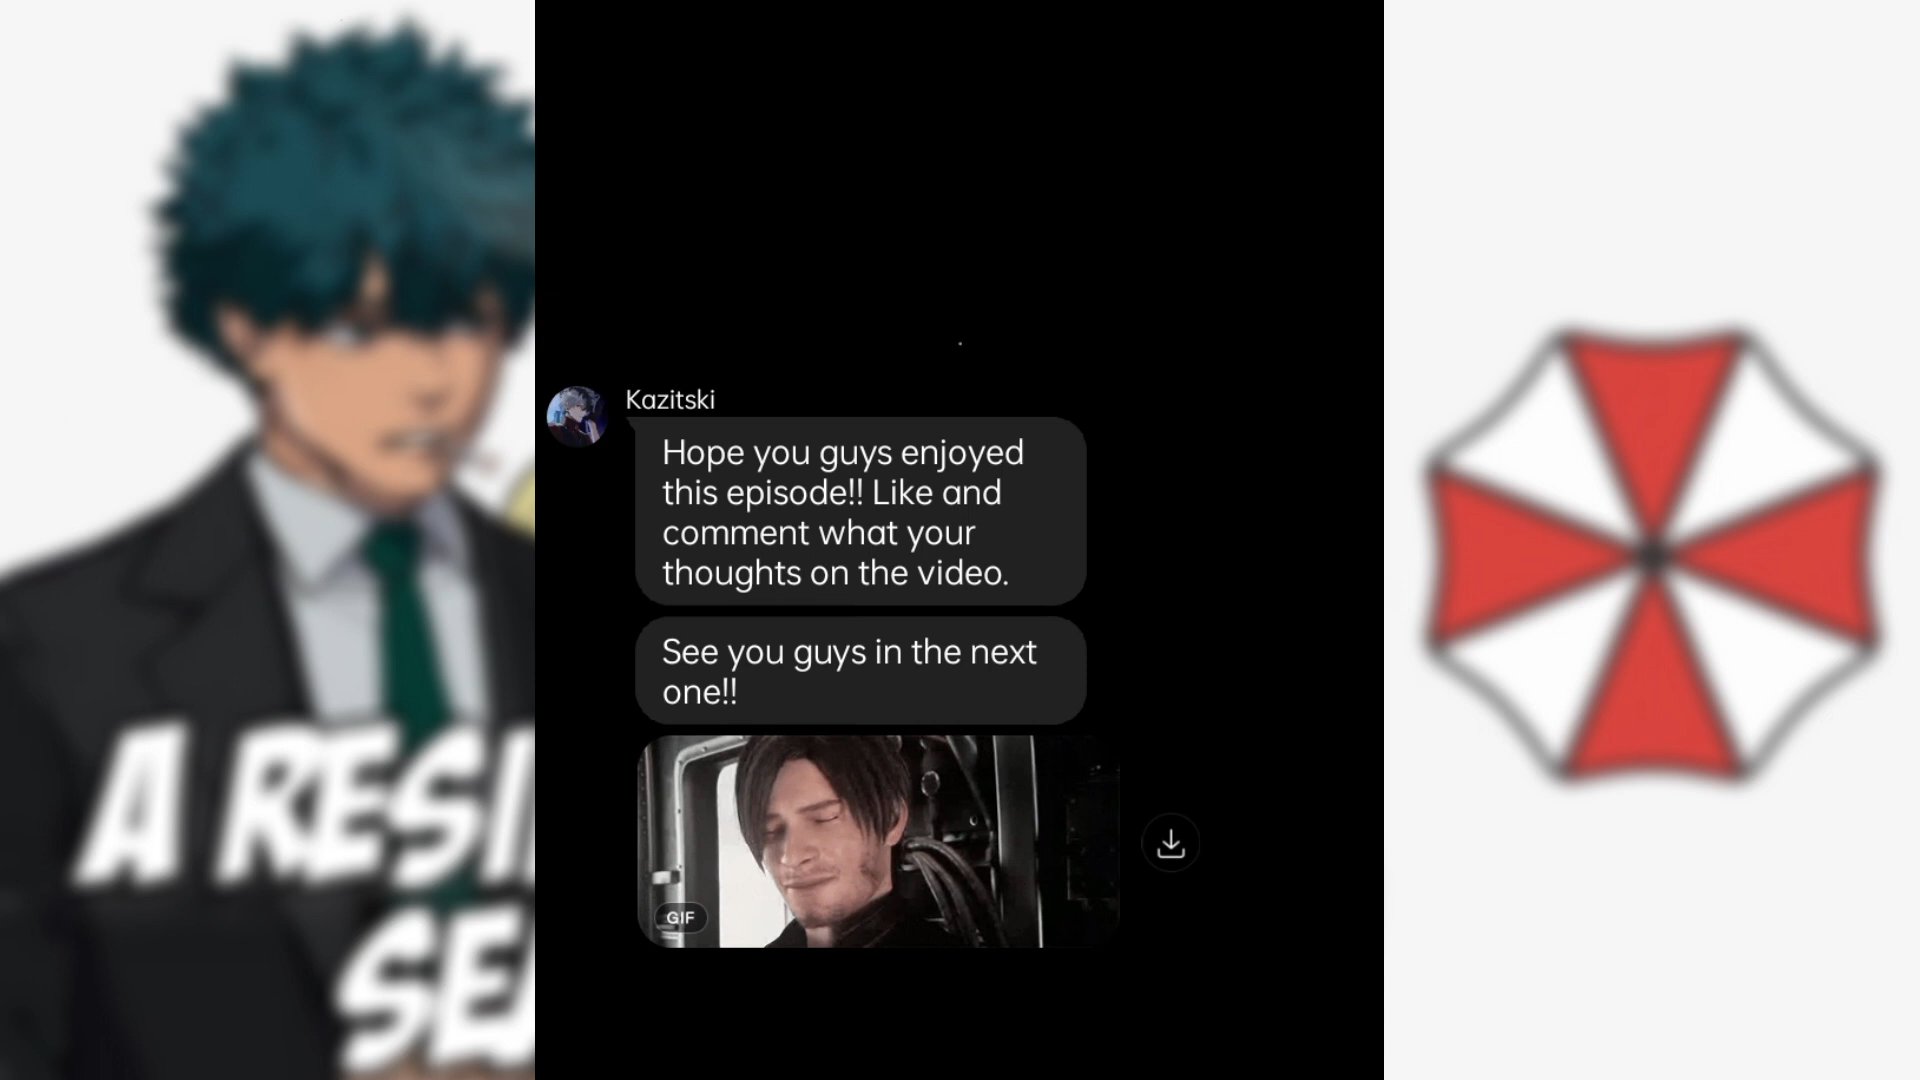 Kazitski
Hope you guys enjoyed
this episode!! Like and
comment what your
thoughts on the video.
See you guys in the next
one!!
GIF
A RESI
SE